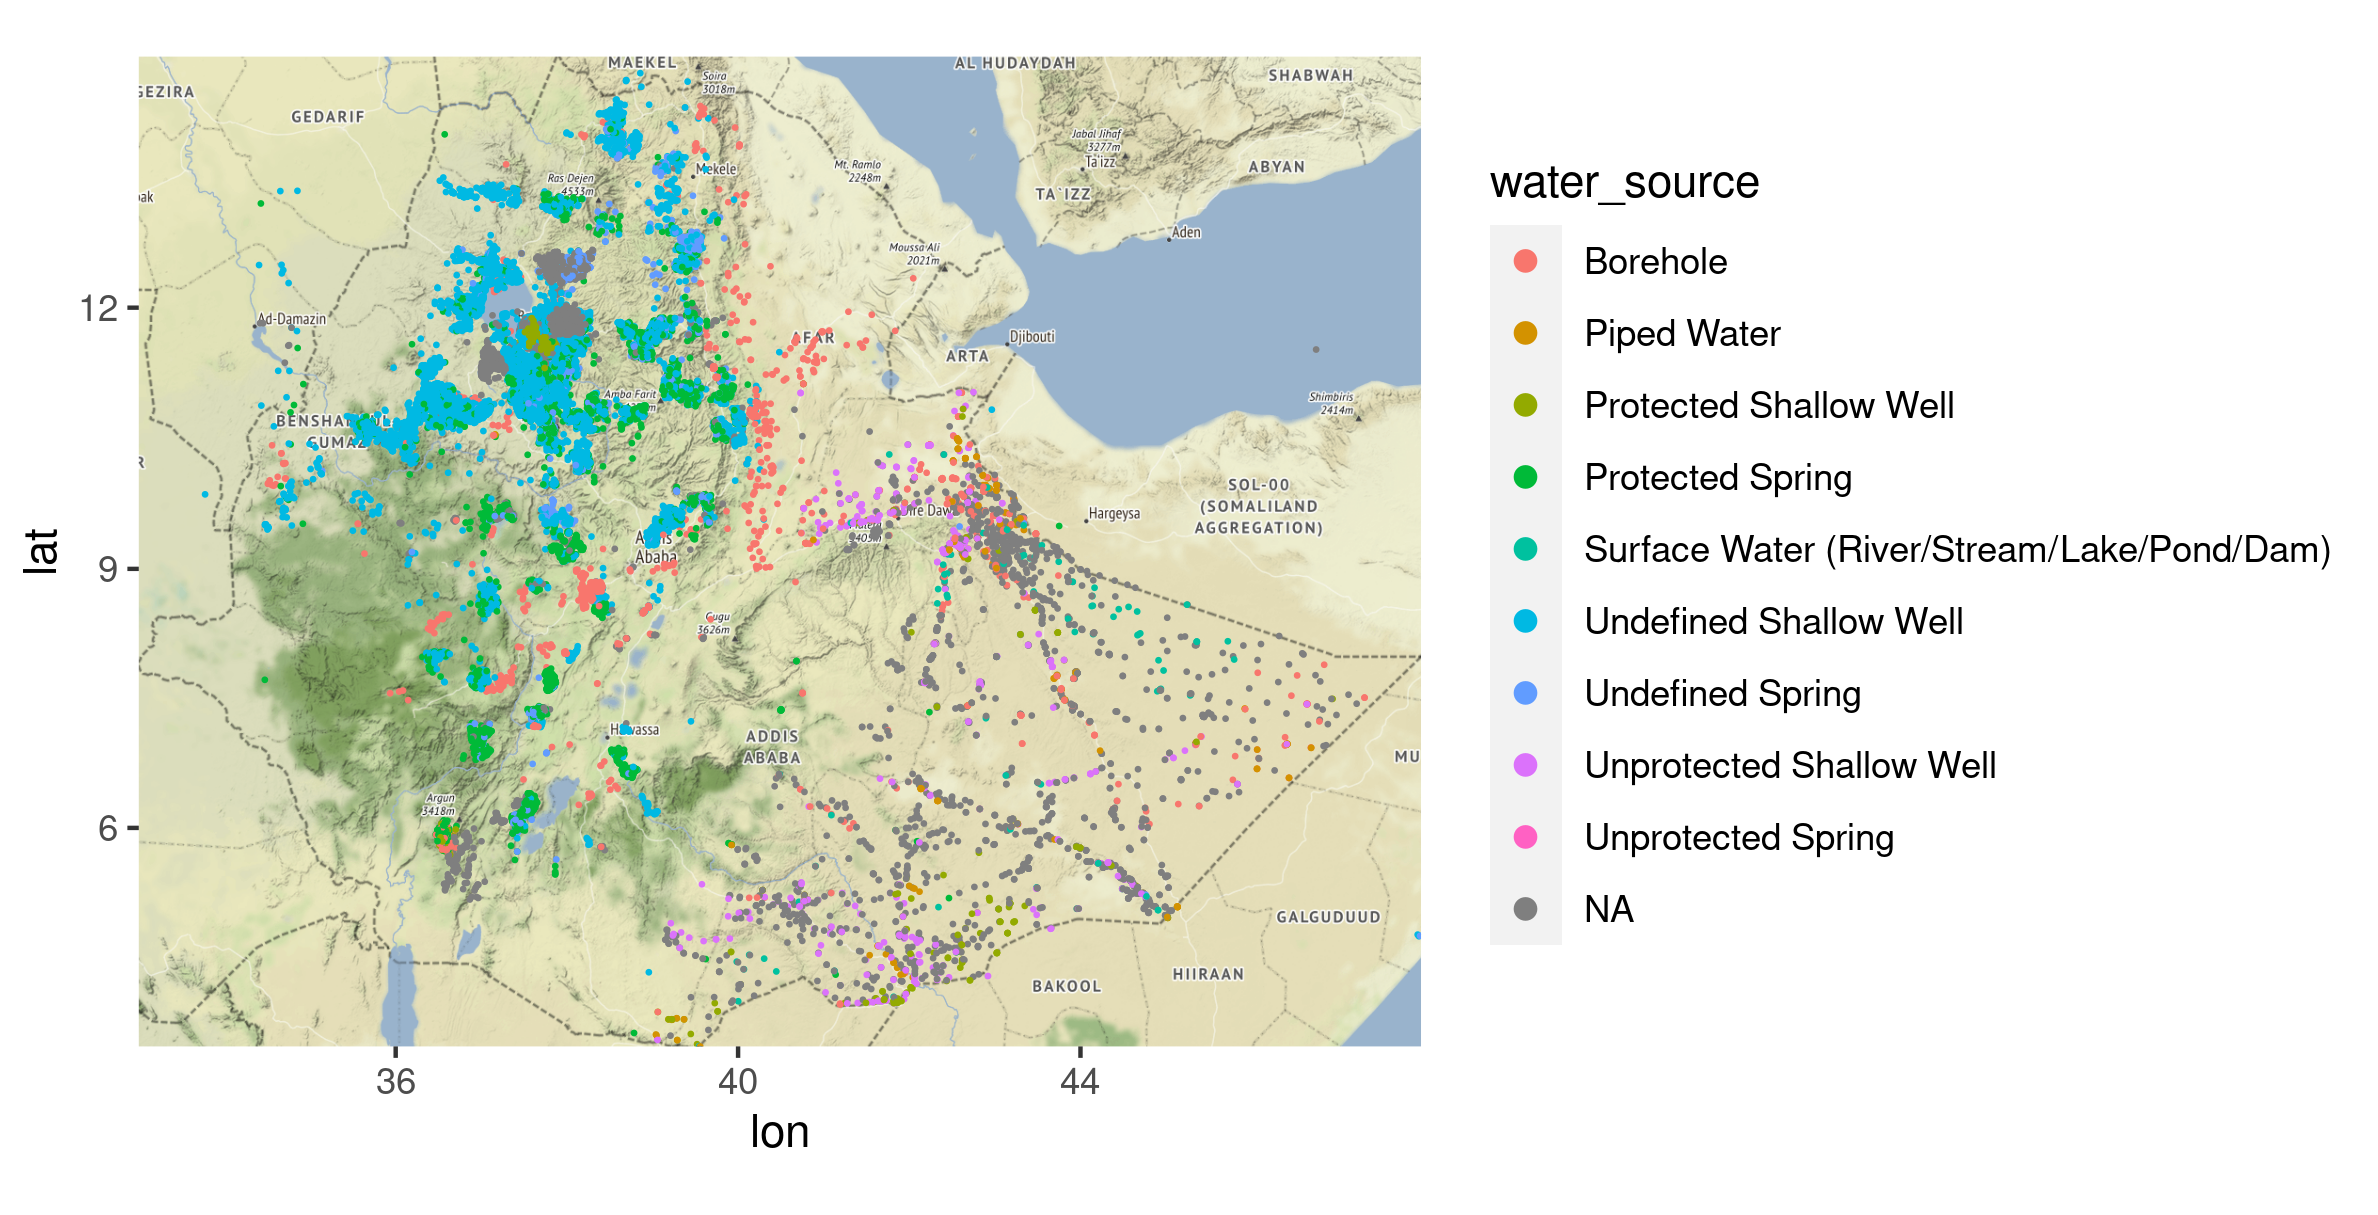 MAEKEL
AL HUDAYDAH
SHABWAH
Soira
3018m
GEDARIF
Jabal Jihaf
3277m
Ta'izz
ABYAN
Mt. Ramlo
2248m
Mekele
Ras Dejen
4533m
TA`IZZ
Aden
Moussa Ali
2021m
12
Ad-Damazin
AFAR
Djibouti
ARTA
Amba Farit
Shimbiris
2414m
SOL-00
(SOMALILAND
AGGREGATION)
Hargeysa
9
Ababa
Gugu
3626m
Hawassa
ADDIS
ABABA
MU
Argun
3418m
6
GALGUDUUD
HIIRAAN
BAKOOL
36
40
44
lon
lat
water_source
Borehole
Piped Water
Protected Shallow Well
Protected Spring
Surface Water (River/Stream/Lake/Pond/Dam)
Undefined Shallow Well
Undefined Spring
Unprotected Shallow Well
Unprotected Spring
NA